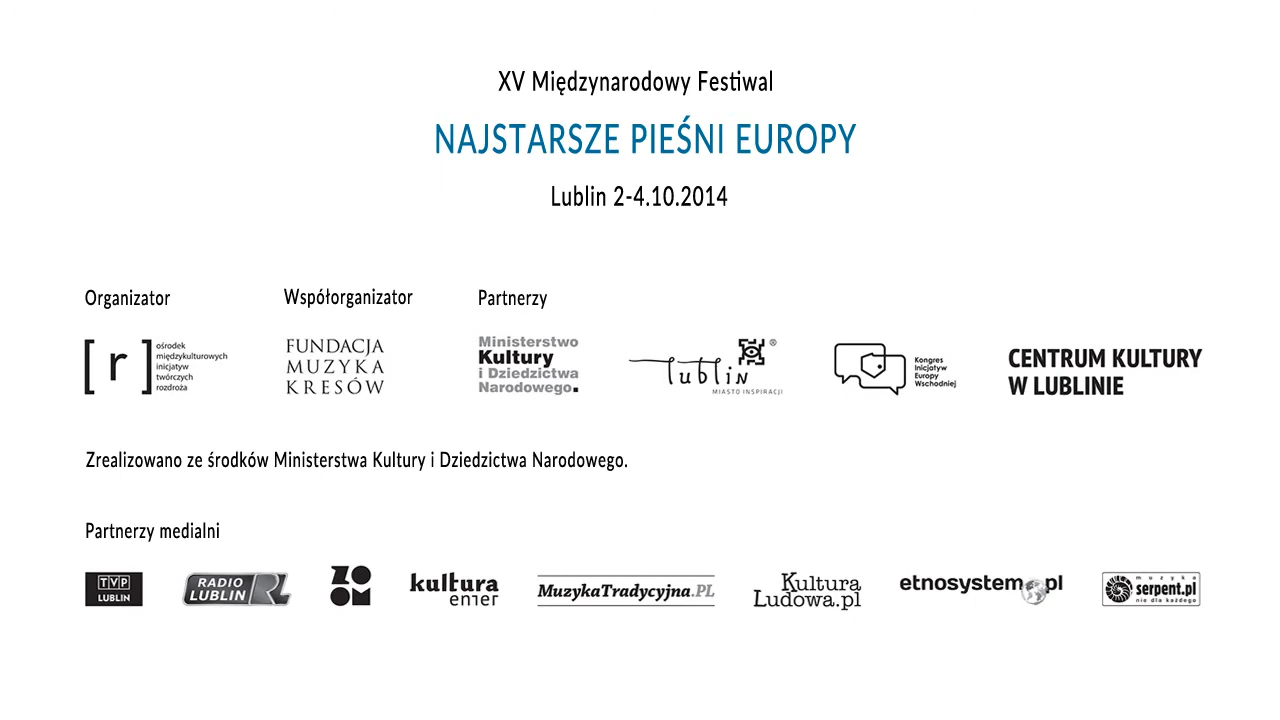 XV Międzynarodowy Festiwal
NAJSTARSZE PIEŚNI EUROPY
Lublin 2-4.10.2014
Organizator
Współorganizator
Partnerzy
[r]
ośrodek
międzykulturowych
inicjatyw
twórczych
rozdroża
FUNDACJA
MUZYKA
KRESÓW
Ministerstwo
Kultury
i Dziedzictwa
Narodowego.
lublin ®
MIASTO INSPIRACJI
Kongres
Inicjatyw
Europy
Wschodniej
CENTRUM KULTURY
W LUBLINIE
Zrealizowano ze środków Ministerstwa Kultury i Dziedzictwa Narodowego.
Partnerzy medialni
TVP
LUBLIN
RADIO
LUBLIN RL
ZO
OM
kultura
enter
MuzykaTradycyjna.PL
Kultura
Ludowa.pl
etnosystem.pl
muzyka
serpent.pl
nie dla każdego